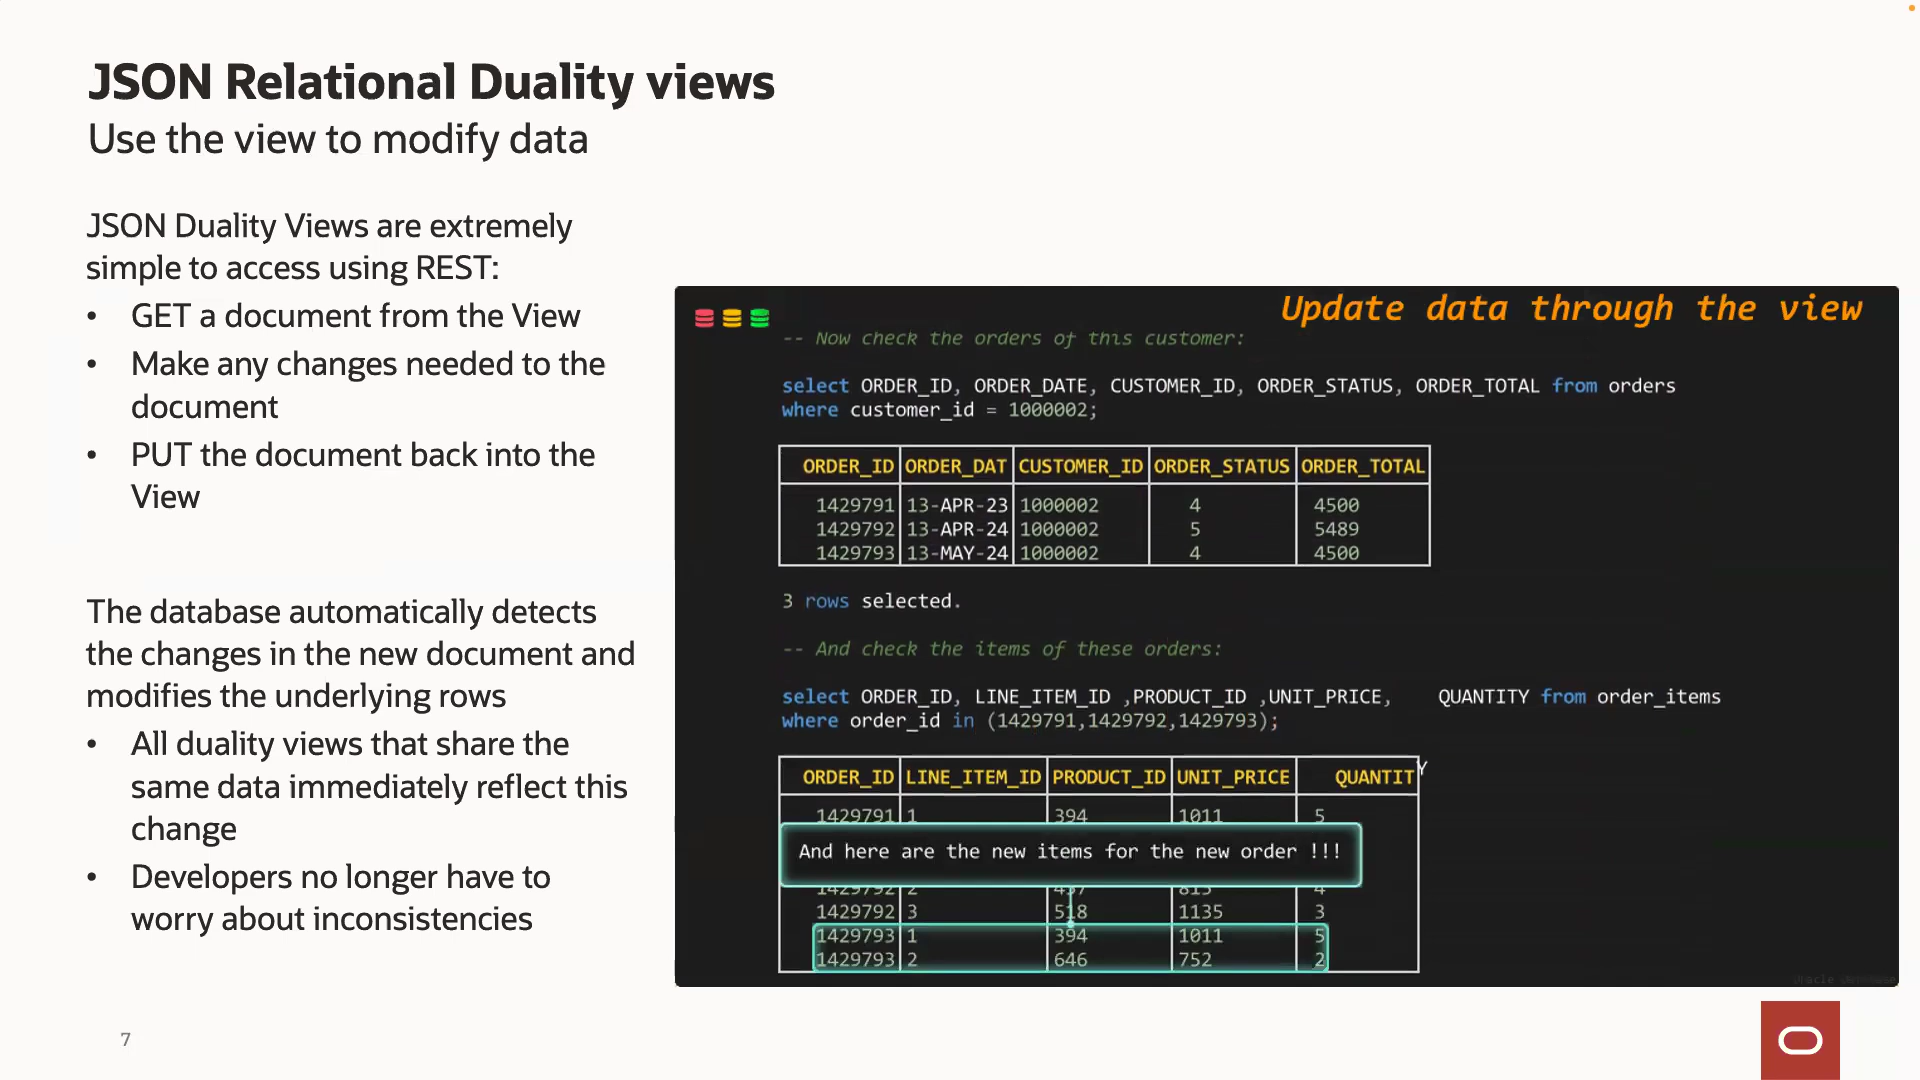 JSON Relational Duality views
Use the view to modify data
JSON Duality Views are extremely
simple to access using REST:
• GET a document from the View
• Make any changes needed to the
document
• PUT the document back into the
View
The database automatically detects
the changes in the new document and
modifies the underlying rows
• All duality views that share the
same data immediately reflect this
change
• Developers no longer have to
worry about inconsistencies
7
Update data through the view
-- Now check the orders of this customer:
select ORDER_ID, ORDER_DATE, CUSTOMER_ID, ORDER_STATUS, ORDER_TOTAL from orders
where customer_id = 1000002;
ORDER_ID ORDER_DAT CUSTOMER_ID ORDER_STATUS ORDER_TOTAL
1429791 13-APR-23 1000002 4 4500
1429792 13-APR-24 1000002 5 5489
1429793 13-MAY-24 1000002 4 4500
3 rows selected.
-- And check the items of these orders:
select ORDER_ID, LINE_ITEM_ID ,PRODUCT_ID ,UNIT_PRICE, QUANTITY from order_items
where order_id in (1429791,1429792,1429793);
ORDER_ID LINE_ITEM_ID PRODUCT_ID UNIT_PRICE QUANTITY
1429791 1 394 1011 5
And here are the new items for the new order !!!
1429792 2 457 815 4
1429792 3 518 1135 3
1429793 1 394 1011 5
1429793 2 646 752 2